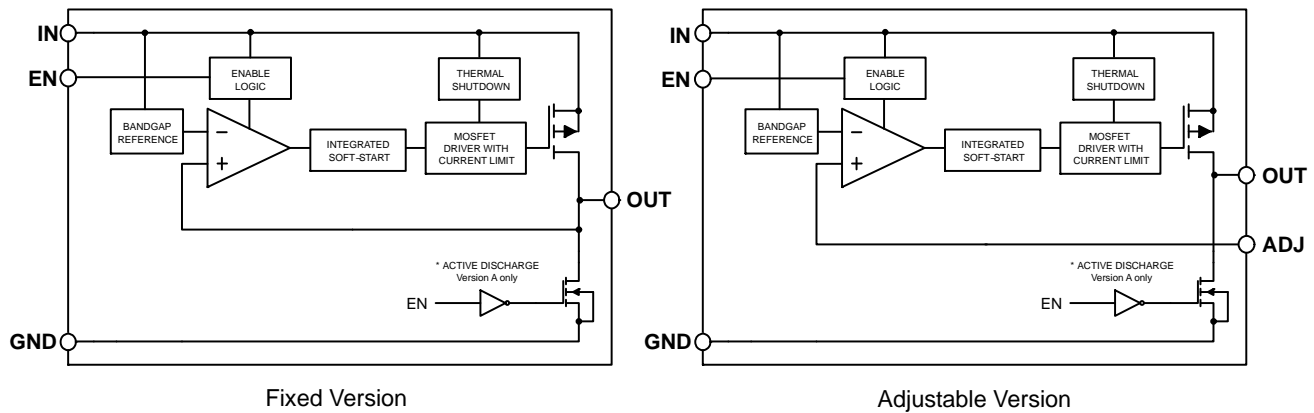 IN
EN
ENABLE
LOGIC
THERMAL
SHUTDOWN
BANDGAP
REFERENCE
−
+
INTEGRATED
SOFT-START
MOSFET
DRIVER WITH
CURRENT LIMIT
OUT
* ACTIVE DISCHARGE
Version A only
EN
GND
Fixed Version
IN
EN
ENABLE
LOGIC
THERMAL
SHUTDOWN
BANDGAP
REFERENCE
−
+
INTEGRATED
SOFT-START
MOSFET
DRIVER WITH
CURRENT LIMIT
OUT
ADJ
* ACTIVE DISCHARGE
Version A only
EN
GND
Adjustable Version